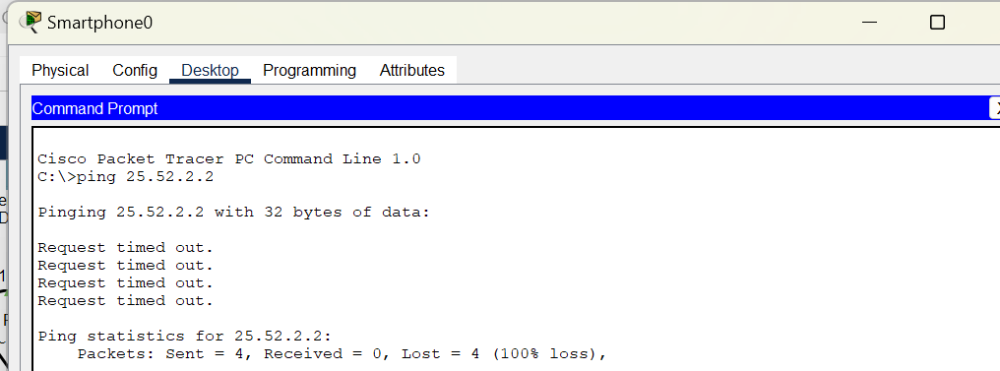 Smartphone0
Physical Config Desktop Programming Attributes
Command Prompt
Cisco Packet Tracer PC Command Line 1.0
C:\>ping 25.52.2.2
Pinging 25.52.2.2 with 32 bytes of data:
Request timed out.
Request timed out.
Request timed out.
Request timed out.
Ping statistics for 25.52.2.2:
Packets: Sent = 4, Received = 0, Lost = 4 (100% loss),